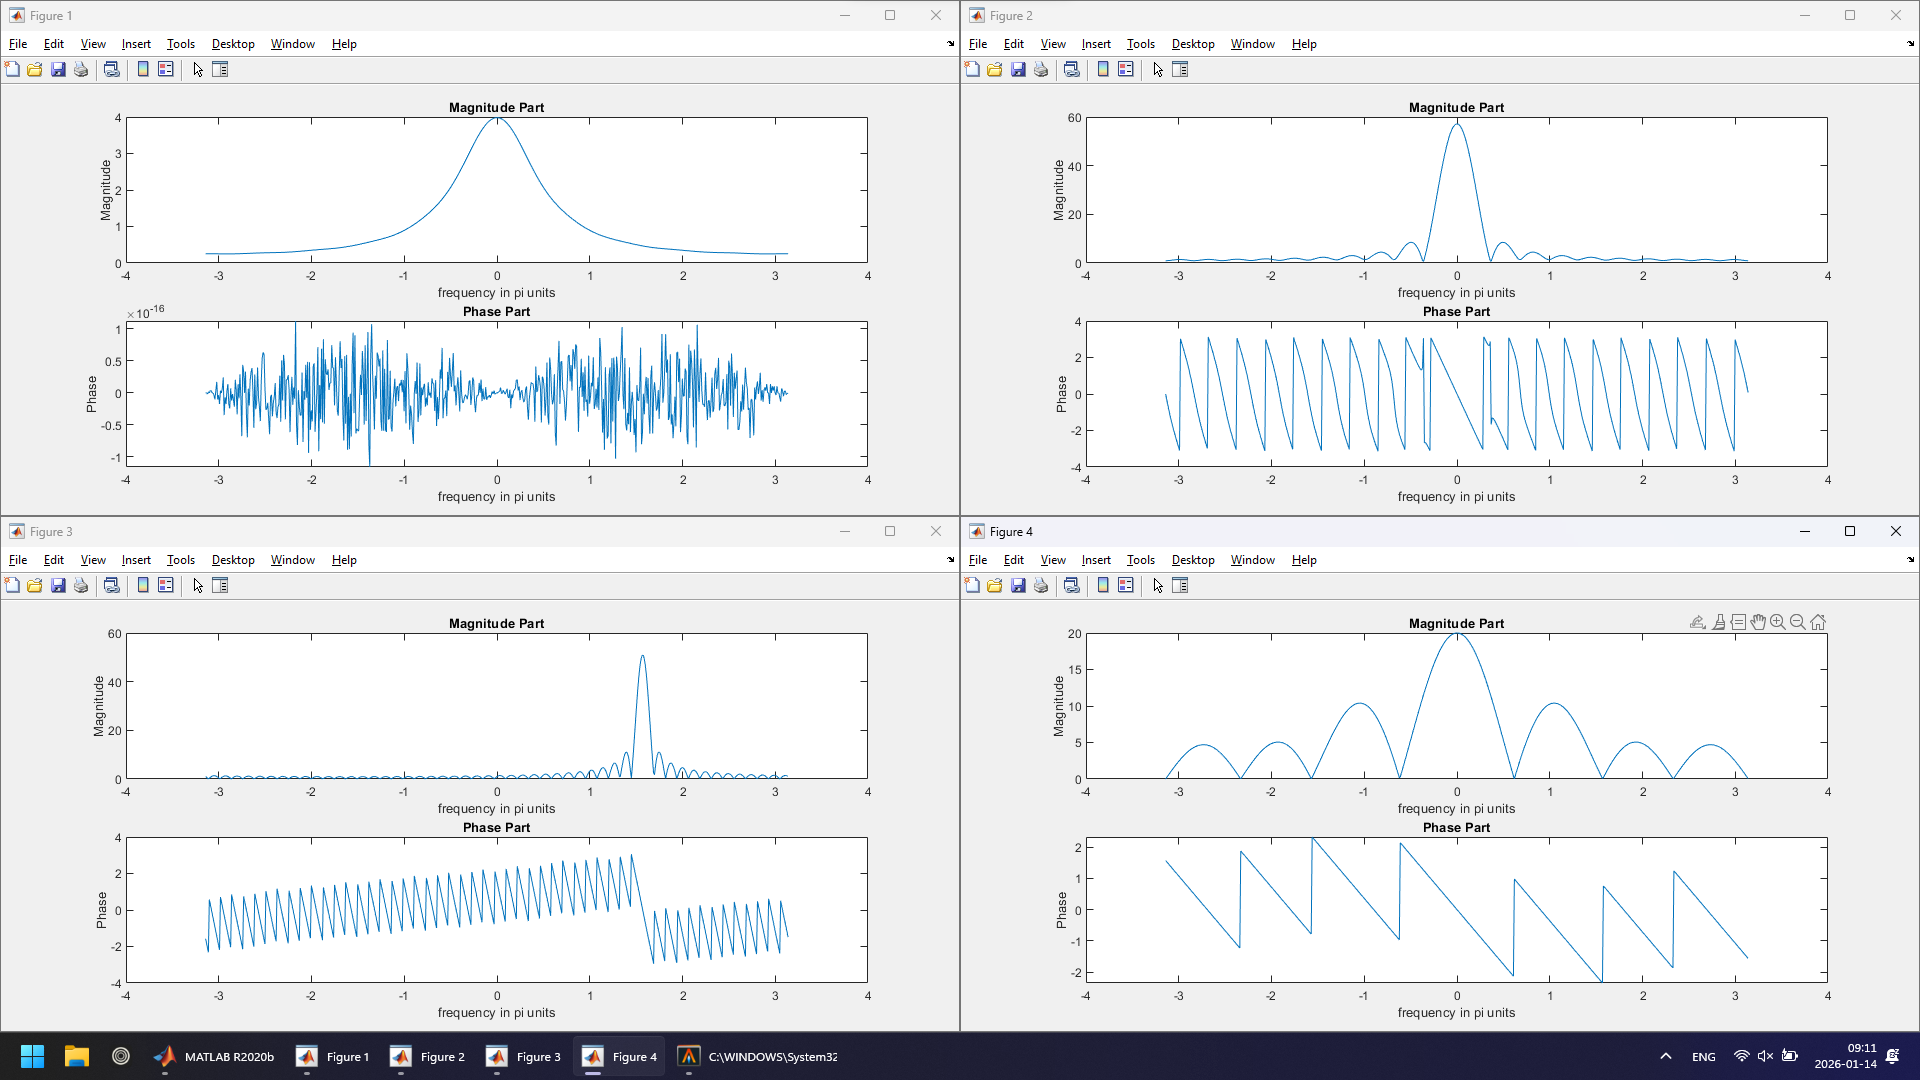 Figure 1
File Edit View Insert Tools Desktop Window Help
Magnitude Part
4
3
2
1
0
Magnitude
-4 -3 -2 -1 0 1 2 3 4
frequency in pi units
×10-16
Phase Part
1
0.5
0
-0.5
-1
Phase
-4 -3 -2 -1 0 1 2 3 4
frequency in pi units
Figure 2
File Edit View Insert Tools Desktop Window Help
Magnitude Part
60
40
20
0
Magnitude
-4 -3 -2 -1 0 1 2 3 4
frequency in pi units
Phase Part
4
2
0
-2
-4
Phase
-4 -3 -2 -1 0 1 2 3 4
frequency in pi units
Figure 3
File Edit View Insert Tools Desktop Window Help
Magnitude Part
60
40
20
0
Magnitude
-4 -3 -2 -1 0 1 2 3 4
frequency in pi units
Phase Part
4
2
0
-2
-4
Phase
-4 -3 -2 -1 0 1 2 3 4
frequency in pi units
Figure 4
File Edit View Insert Tools Desktop Window Help
Magnitude Part
20
15
10
5
0
Magnitude
-4 -3 -2 -1 0 1 2 3 4
frequency in pi units
Phase Part
2
1
0
-1
-2
Phase
-4 -3 -2 -1 0 1 2 3 4
frequency in pi units
MATLAB R2020b Figure 1 Figure 2 Figure 3 Figure 4 C:\WINDOWS\System32 ENG 09:11
2026-01-14